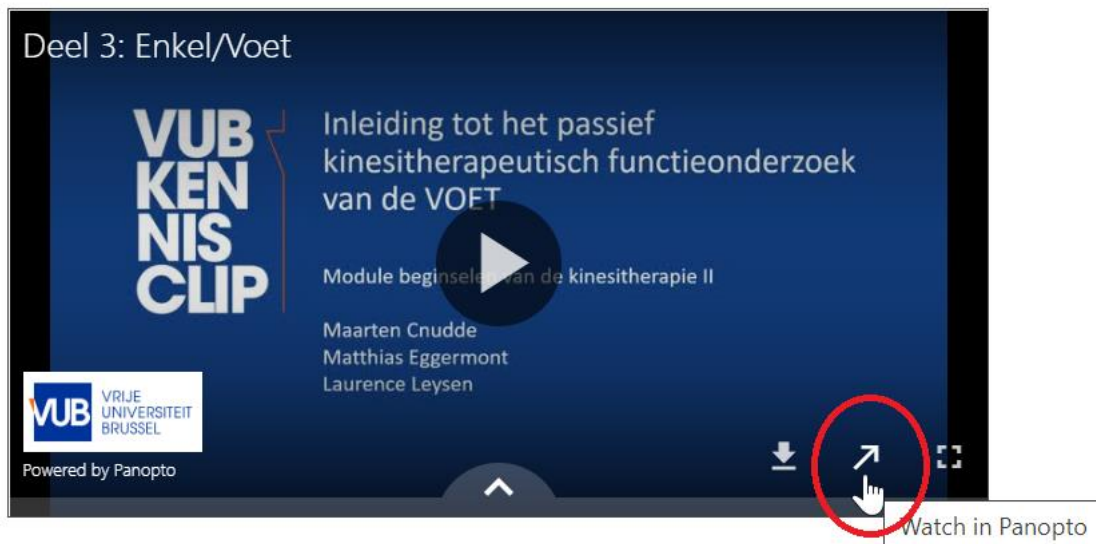 Deel 3: Enkel/Voet
VUB
KEN
NIS
CLIP
Inleiding tot het passief
kinesitherapeutisch functieonderzoek
van de VOET
Module beginselen van de kinesitherapie II
Maarten Cnudde
Matthias Eggermont
Laurence Leysen
VUB
VRIJE
UNIVERSITEIT
BRUSSEL
Powered by Panopto
Watch in Panopto